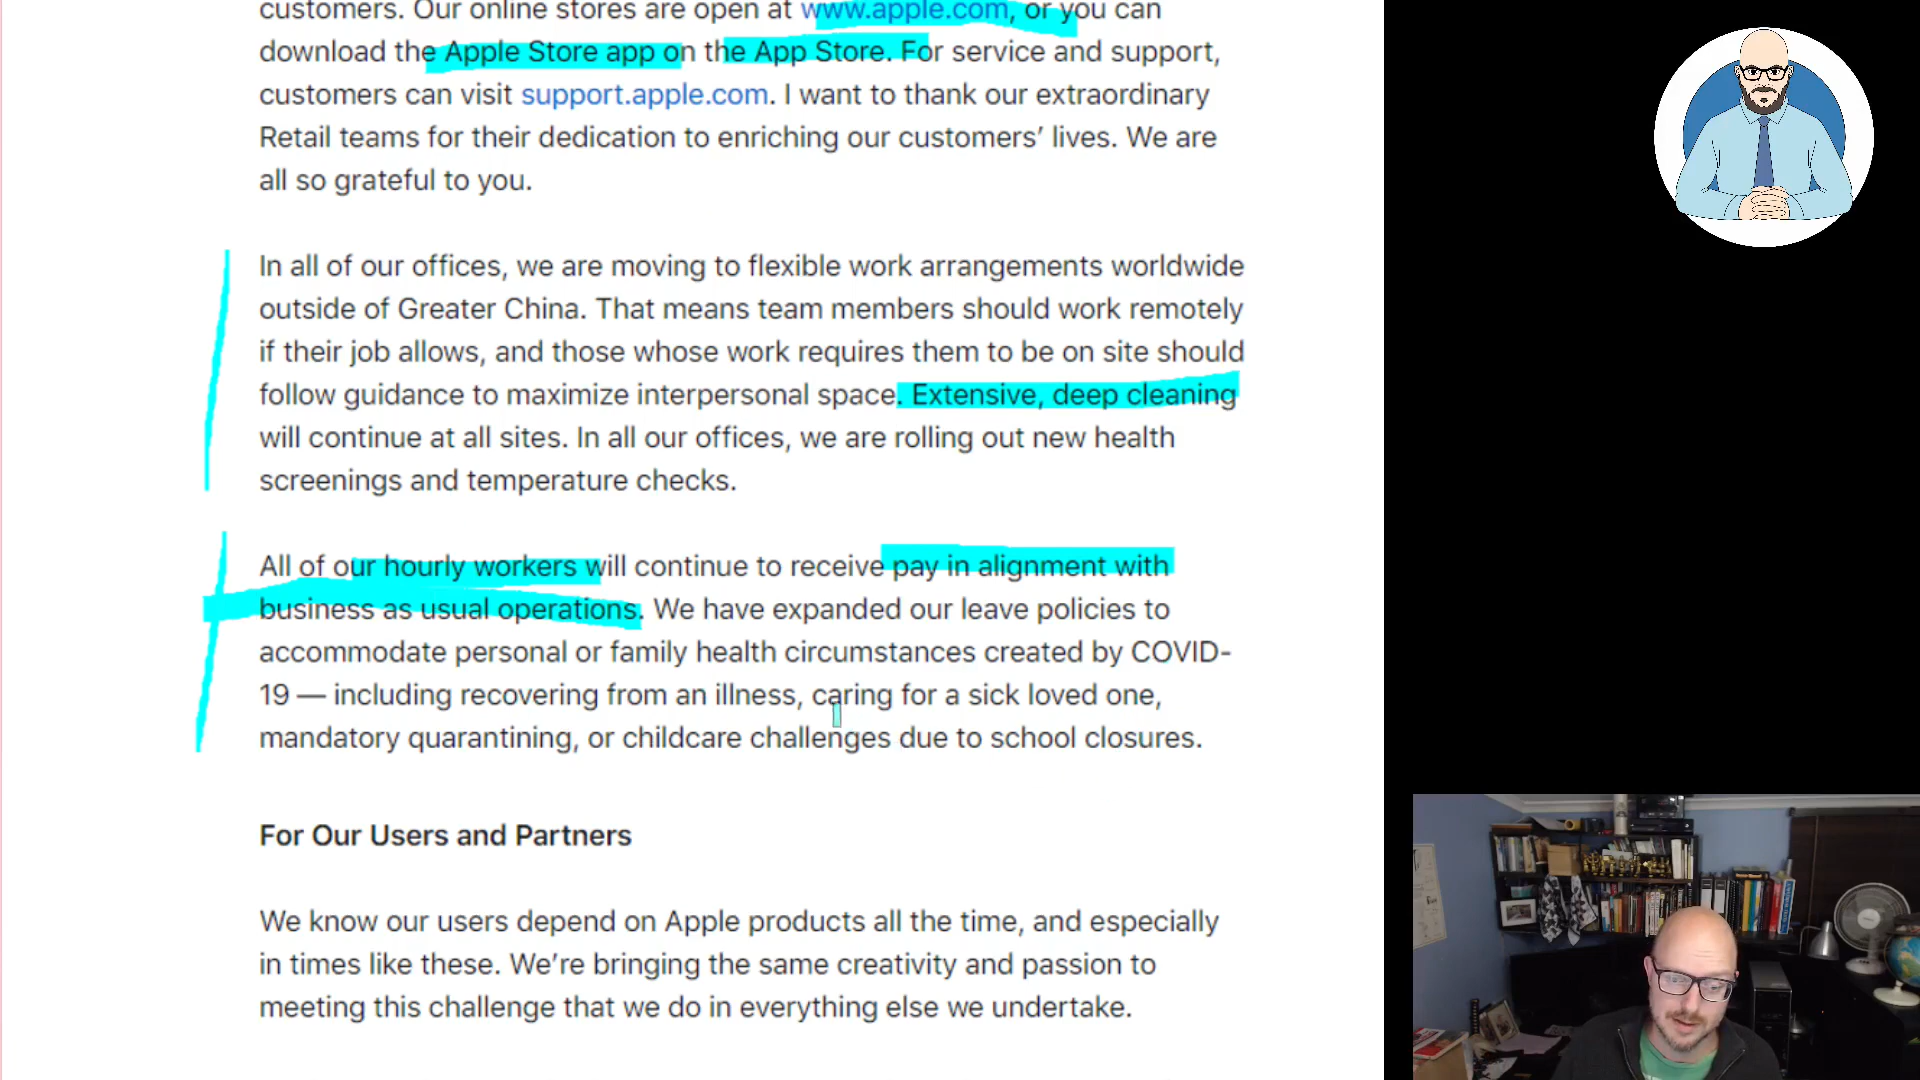 customers. Our online stores are open at www.apple.com, or you can
download the Apple Store app on the App Store. For service and support,
customers can visit support.apple.com. I want to thank our extraordinary
Retail teams for their dedication to enriching our customers’ lives. We are
all so grateful to you.
In all of our offices, we are moving to flexible work arrangements worldwide
outside of Greater China. That means team members should work remotely
if their job allows, and those whose work requires them to be on site should
follow guidance to maximize interpersonal space. Extensive, deep cleaning
will continue at all sites. In all our offices, we are rolling out new health
screenings and temperature checks.
All of our hourly workers will continue to receive pay in alignment with
business as usual operations. We have expanded our leave policies to
accommodate personal or family health circumstances created by COVID-
19 — including recovering from an illness, caring for a sick loved one,
mandatory quarantining, or childcare challenges due to school closures.
For Our Users and Partners
We know our users depend on Apple products all the time, and especially
in times like these. We’re bringing the same creativity and passion to
meeting this challenge that we do in everything else we undertake.